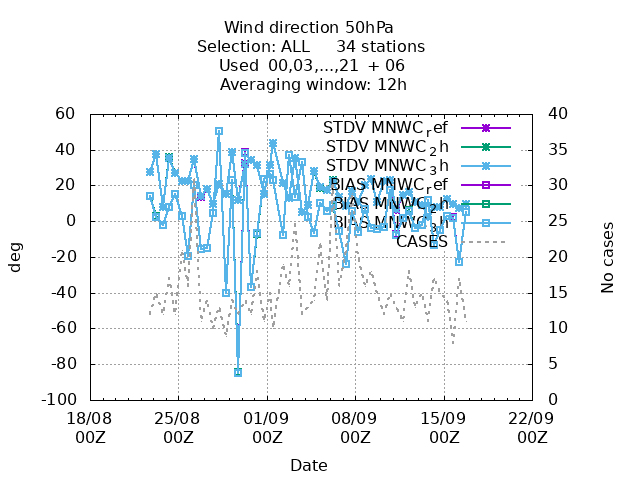 Wind direction 50hPa
Selection: ALL 34 stations
Used 00,03,...,21 + 06
Averaging window: 12h
60
40
20
0
-20
-40
-60
-80
-100
deg
40
35
30
25
20
15
10
5
0
No cases
STDV MNWC_ref
STDV MNWC_2h
STDV MNWC_3h
BIAS MNWC_ref
BIAS MNWC_2h
BIAS MNWC_3h
CASES
18/08 25/08 01/09 08/09 15/09 22/09
00Z 00Z 00Z 00Z 00Z 00Z
Date